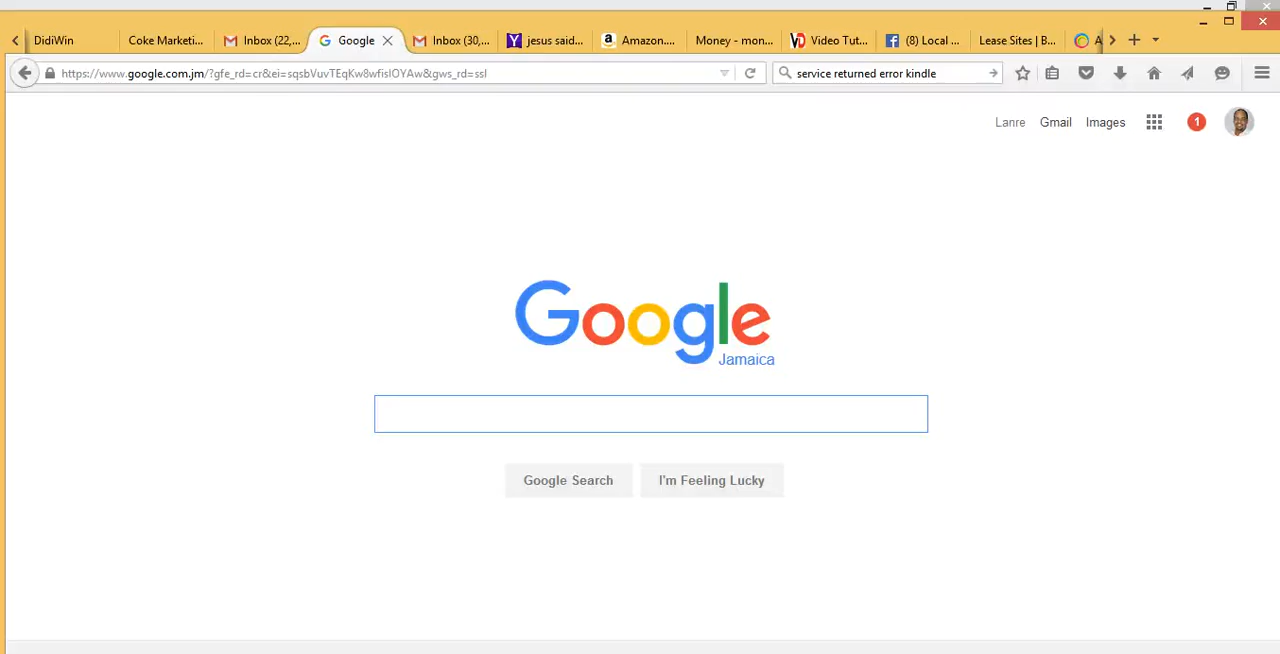 DidiWin Coke Marketi... Inbox (22,... Google Inbox (30,... jesus said... Amazon.... Money - mon... Video Tut... (8) Local ... Lease Sites | B... A
https://www.google.com.jm/?gfe_rd=cr&ei=sqsbVuvTEqKw8wfislOYAw&gws_rd=ssl service returned error kindle
Lanre Gmail Images 1
Google
Jamaica
Google Search I'm Feeling Lucky